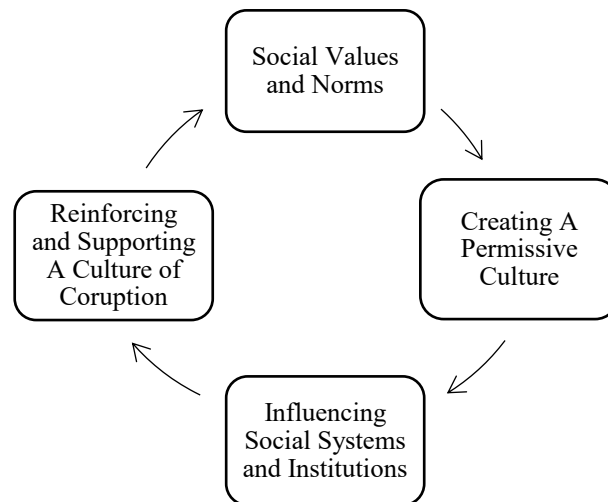 Social Values
and Norms
Creating A
Permissive
Culture
Influencing
Social Systems
and Institutions
Reinforcing
and Supporting
A Culture of
Coruption